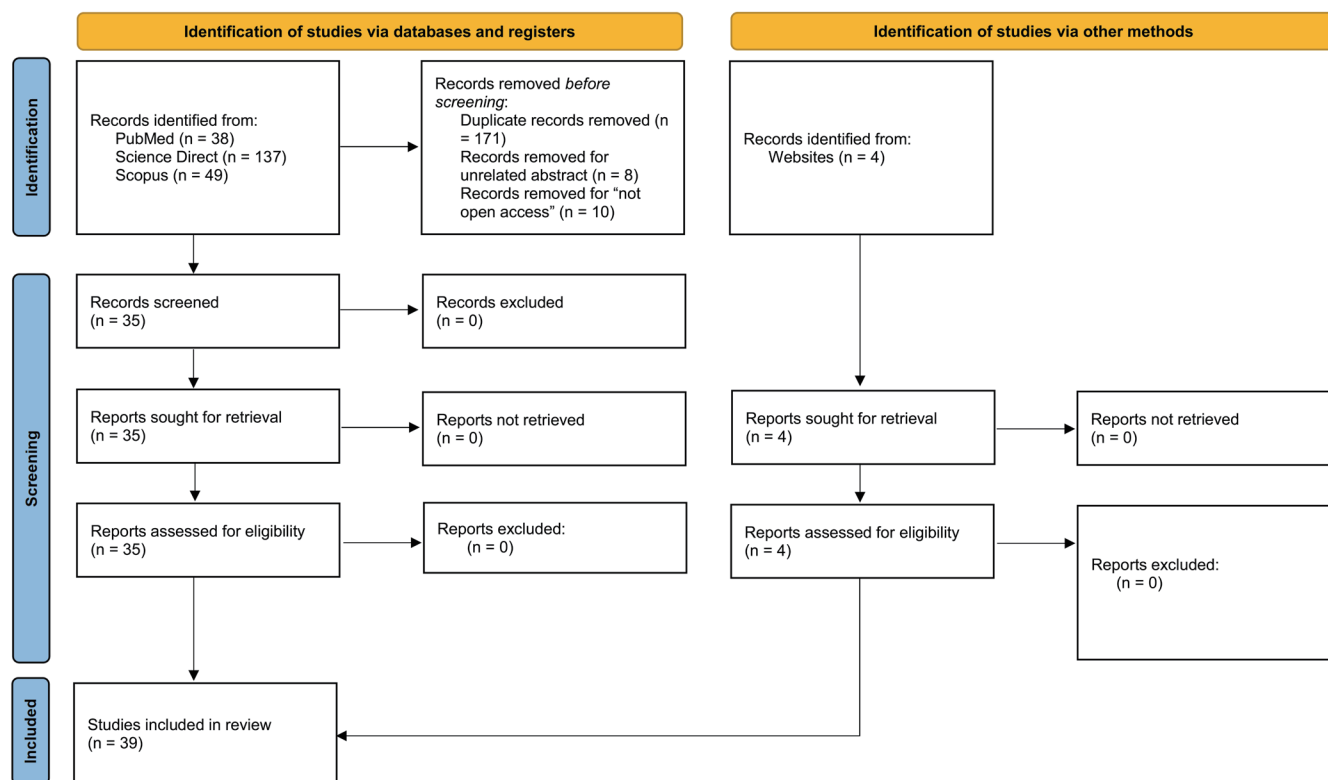 Identification of studies via databases and registers
Identification of studies via other methods
Identification
Records identified from:
PubMed (n = 38)
Science Direct (n = 137)
Scopus (n = 49)
Records removed before
screening:
Duplicate records removed (n
= 171)
Records removed for
unrelated abstract (n = 8)
Records removed for “not
open access” (n = 10)
Records identified from:
Websites (n = 4)
Screening
Records screened
(n = 35)
Records excluded
(n = 0)
Reports sought for retrieval
(n = 35)
Reports not retrieved
(n = 0)
Reports sought for retrieval
(n = 4)
Reports not retrieved
(n = 0)
Reports assessed for eligibility
(n = 35)
Reports excluded:
(n = 0)
Reports assessed for eligibility
(n = 4)
Reports excluded:
(n = 0)
Included
Studies included in review
(n = 39)